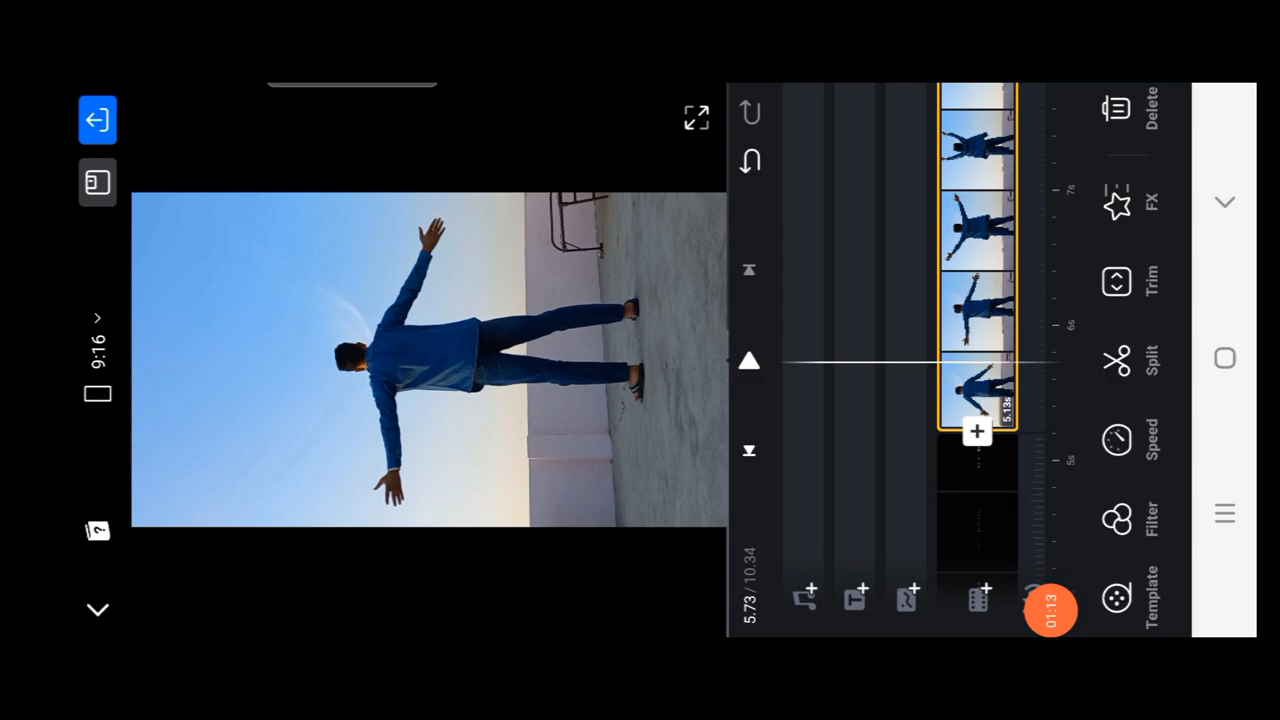 9:16
?
5.73 / 10.34
5.13s
5s
6s
7s
Template
Filter
Speed
Split
Trim
FX
Delete
01:13